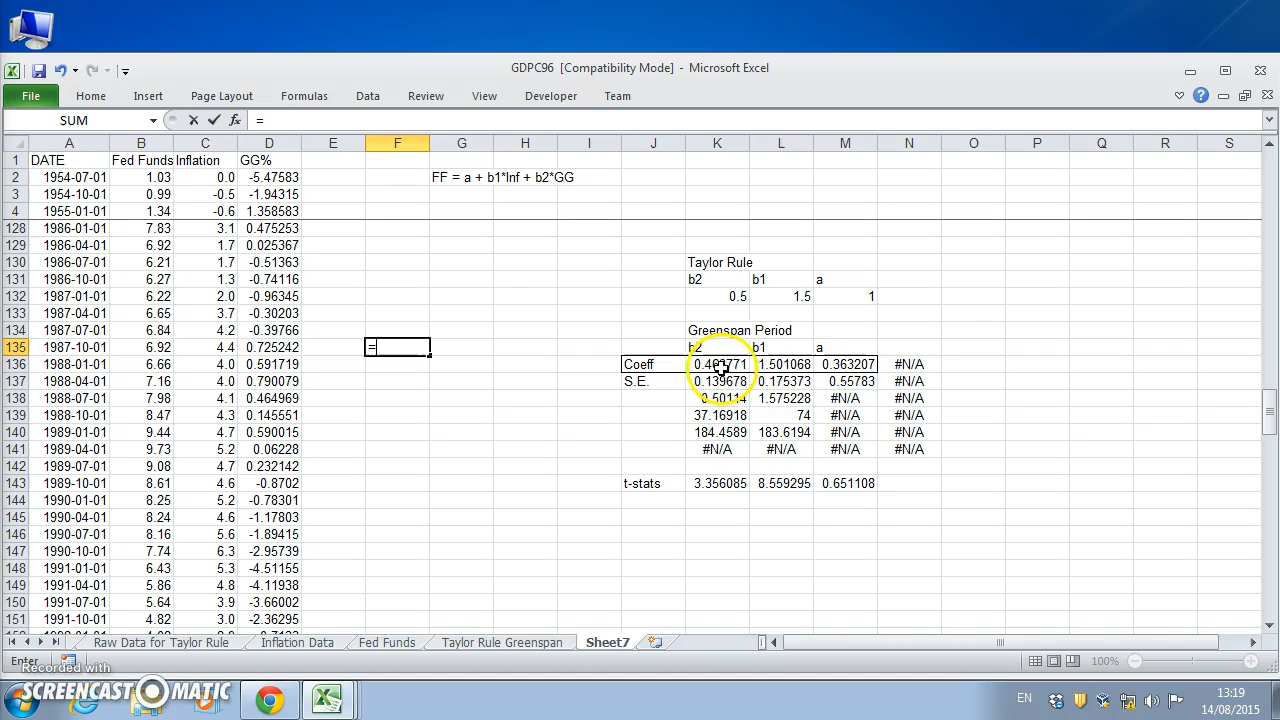 GDPC96 [Compatibility Mode] - Microsoft Excel
File Home Insert Page Layout Formulas Data Review View Developer Team
SUM fx =
A B C D E F G H I J K L M N O P Q R S
1 DATE Fed Funds Inflation GG%
2 1954-07-01 1.03 0.0 -5.47583 FF = a + b1*Inf + b2*GG
3 1954-10-01 0.99 -0.5 -1.94315
4 1955-01-01 1.34 -0.6 1.358583
128 1986-01-01 7.83 3.1 0.475253
129 1986-04-01 6.92 1.7 0.025367
130 1986-07-01 6.21 1.7 -0.51363 Taylor Rule
131 1986-10-01 6.27 1.3 -0.74116 b2 b1 a
132 1987-01-01 6.22 2.0 -0.96345 0.5 1.5 1
133 1987-04-01 6.65 3.7 -0.30203
134 1987-07-01 6.84 4.2 -0.39766 Greenspan Period
135 1987-10-01 6.92 4.4 0.725242 = b2 b1 a
136 1988-01-01 6.66 4.0 0.591719 Coeff 1.501068 0.363207 #N/A
137 1988-04-01 7.16 4.0 0.790079 S.E. 0.139678 0.175373 0.55783 #N/A
138 1988-07-01 7.98 4.1 0.464969 0.50114 1.575228 #N/A #N/A
139 1988-10-01 8.47 4.3 0.145551 37.16918 74 #N/A #N/A
140 1989-01-01 9.44 4.7 0.590015 184.4589 183.6194 #N/A #N/A
141 1989-04-01 9.73 5.2 0.06228 #N/A #N/A #N/A #N/A
142 1989-07-01 9.08 4.7 0.232142
143 1989-10-01 8.61 4.6 -0.8702 t-stats 3.356085 8.559295 0.651108
144 1990-01-01 8.25 5.2 -0.78301
145 1990-04-01 8.24 4.6 -1.17803
146 1990-07-01 8.16 5.6 -1.89415
147 1990-10-01 7.74 6.3 -2.95739
148 1991-01-01 6.43 5.3 -4.51155
149 1991-04-01 5.86 4.8 -4.11938
150 1991-07-01 5.64 3.9 -3.66002
151 1991-10-01 4.82 3.0 -2.36295
Raw Data for Taylor Rule Inflation Data Fed Funds Taylor Rule Greenspan Sheet7
Enter 100%
Recorded with
SCREENCAST MATIC
EN 13:19
14/08/2015